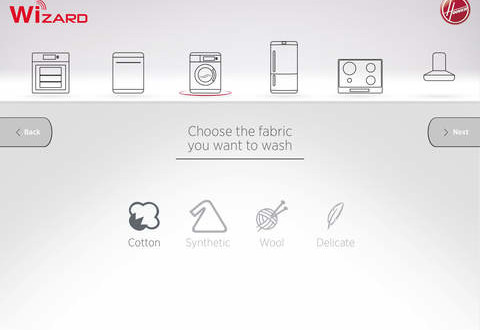 WiZARD
HOOVER
Back
Choose the fabric
you want to wash
Next
Cotton
Synthetic
Wool
Delicate